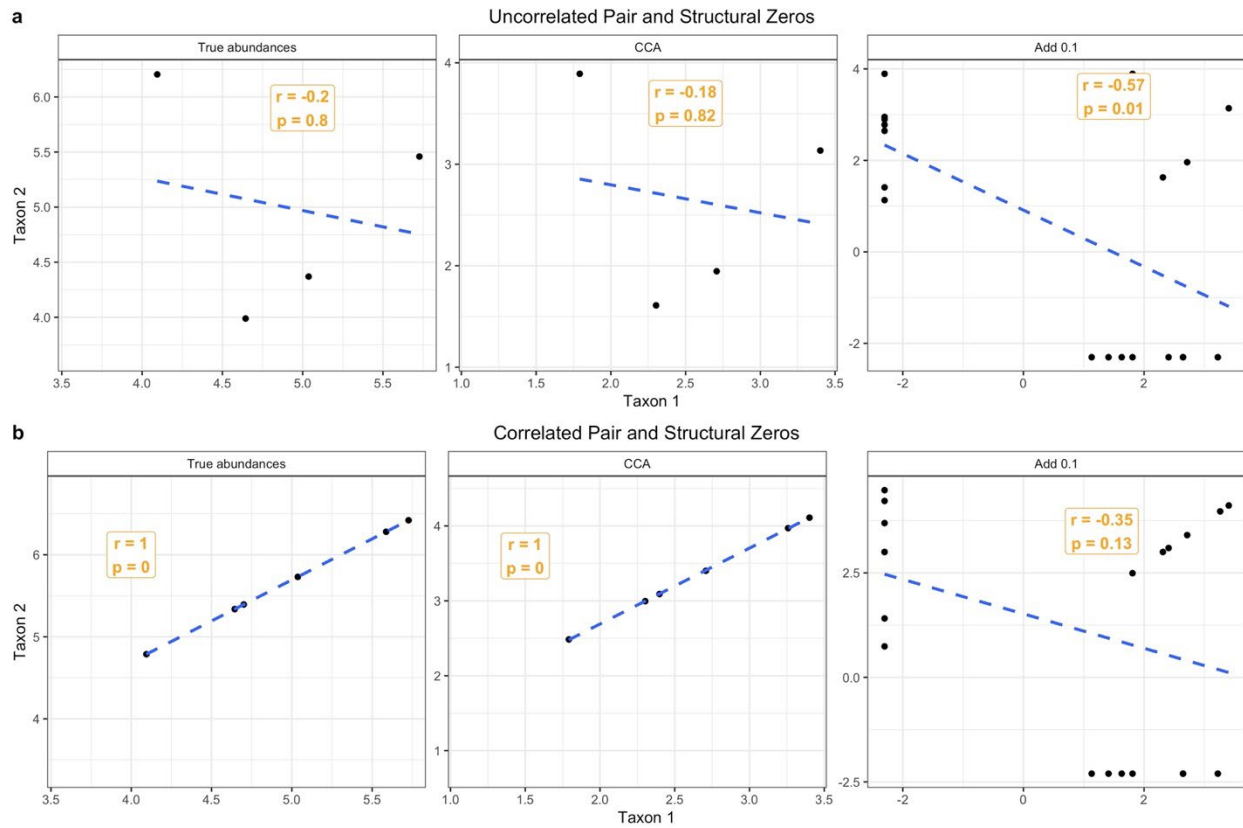 a
Uncorrelated Pair and Structural Zeros
True abundances
CCA
Add 0.1
r = -0.2
p = 0.8
r = -0.18
p = 0.82
r = -0.57
p = 0.01
Taxon 2
6.0
5.5
5.0
4.5
4.0
4
3
2
1
4
2
0
-2
3.5 4.0 4.5 5.0 5.5
1.0 1.5 2.0 2.5 3.0 3.5
-2 0 2
Taxon 1
b
Correlated Pair and Structural Zeros
True abundances
CCA
Add 0.1
r = 1
p = 0
r = 1
p = 0
r = -0.35
p = 0.13
Taxon 2
6
5
4
4
3
2
1
2.5
0.0
-2.5
3.5 4.0 4.5 5.0 5.5
1.0 1.5 2.0 2.5 3.0 3.5
-2 0 2
Taxon 1